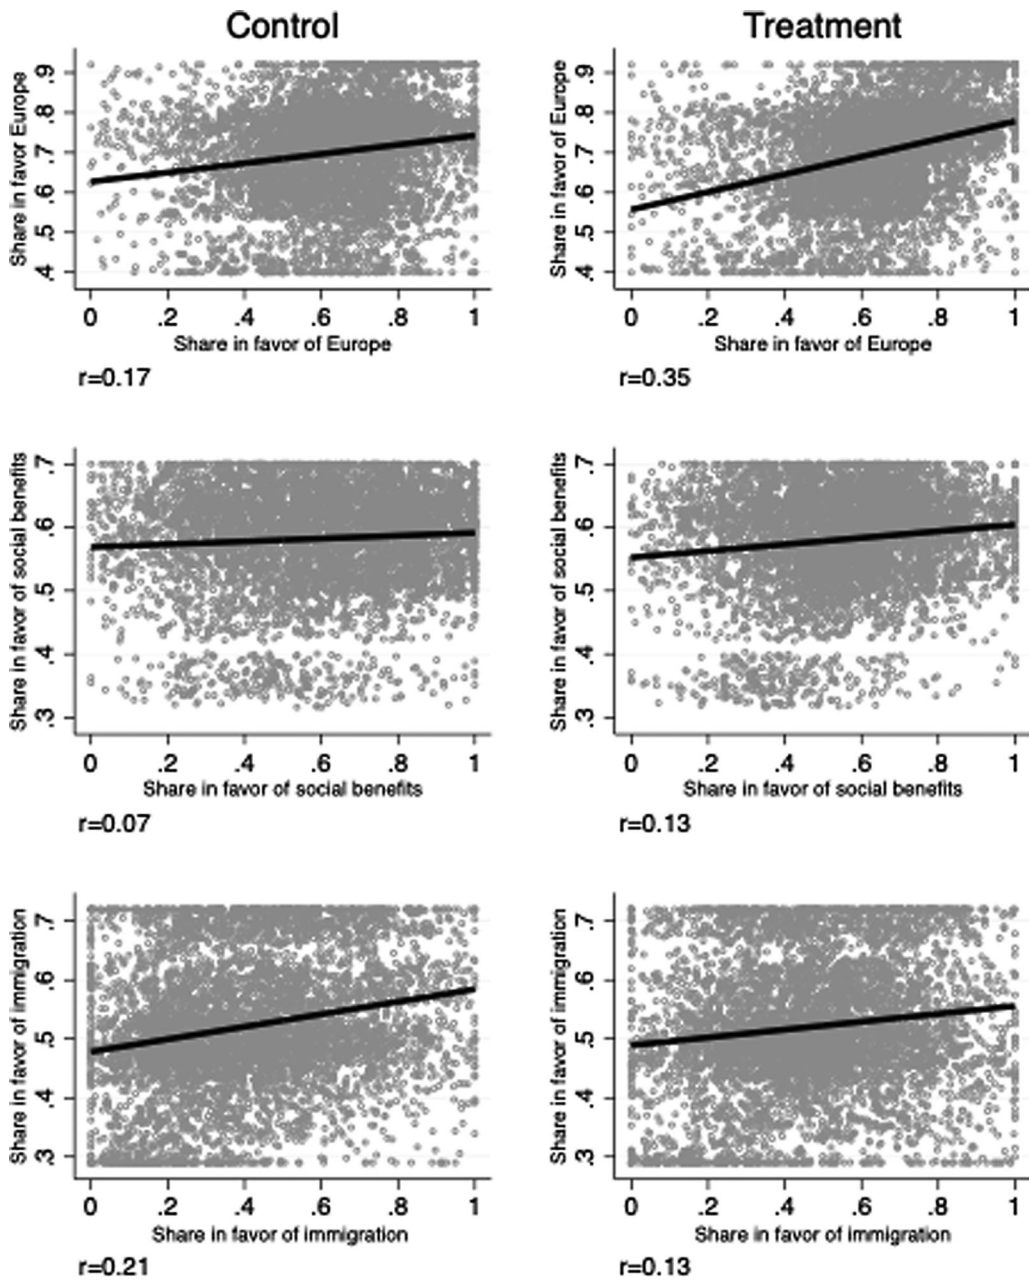 Control
Treatment
Share in favor Europe
.9
.8
.7
.6
.5
.4
0 .2 .4 .6 .8 1
Share in favor of Europe
r=0.17
Share in favor of Europe
.9
.8
.7
.6
.5
.4
0 .2 .4 .6 .8 1
Share in favor of Europe
r=0.35
Share in favor of social benefits
.7
.6
.5
.4
.3
0 .2 .4 .6 .8 1
Share in favor of social benefits
r=0.07
Share in favor of social benefits
.7
.6
.5
.4
.3
0 .2 .4 .6 .8 1
Share in favor of social benefits
r=0.13
Share in favor of immigration
.7
.6
.5
.4
.3
0 .2 .4 .6 .8 1
Share in favor of immigration
r=0.21
Share in favor of immigration
.7
.6
.5
.4
.3
0 .2 .4 .6 .8 1
Share in favor of immigration
r=0.13